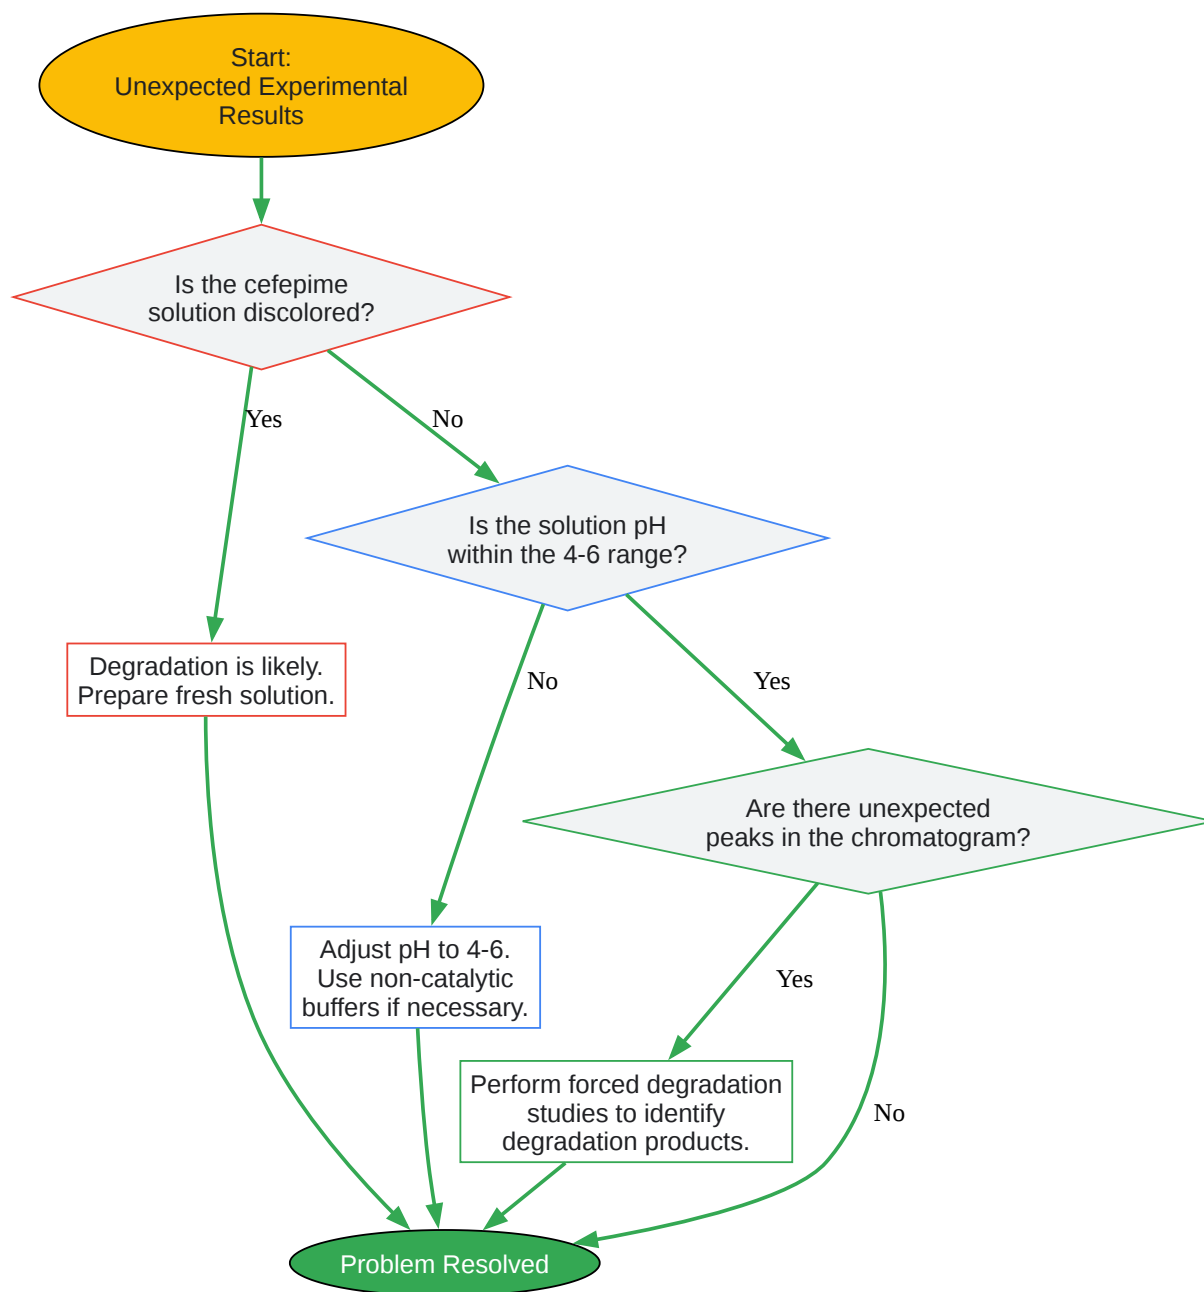 Start:
Unexpected Experimental
Results
Is the cefepime
solution discolored?
Yes
No
Is the solution pH
within the 4-6 range?
Degradation is likely.
Prepare fresh solution.
No
Yes
Are there unexpected
peaks in the chromatogram?
Adjust pH to 4-6.
Use non-catalytic
buffers if necessary.
Yes
Perform forced degradation
studies to identify
degradation products.
No
Problem Resolved